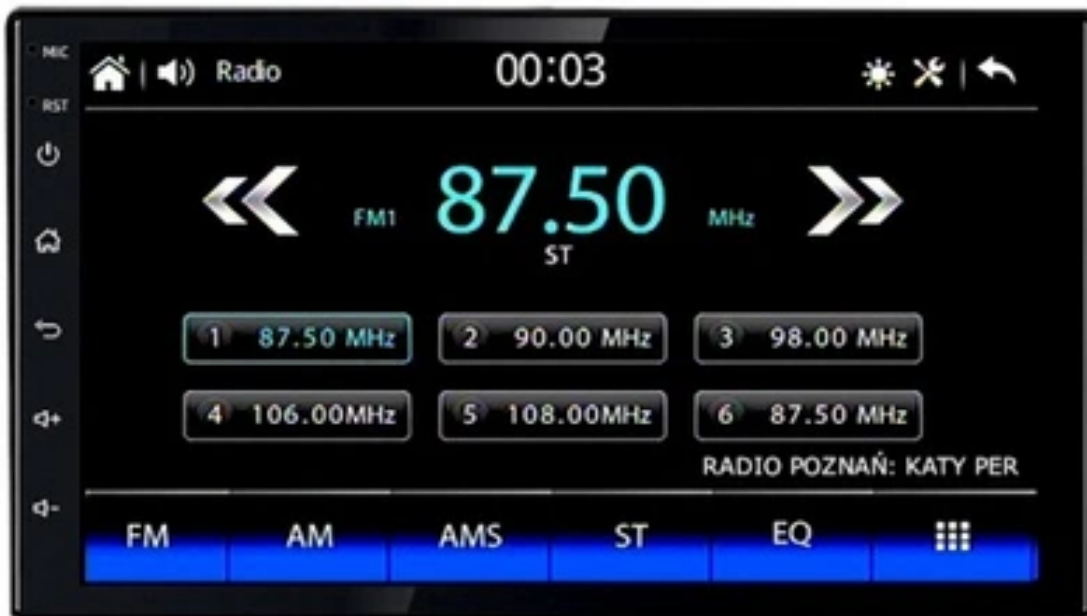 MIC
RST
Radio 00:03
FM1 87.50 MHz
ST
1 87.50 MHz 2 90.00 MHz 3 98.00 MHz
4 106.00MHz 5 108.00MHz 6 87.50 MHz
RADIO POZNAŃ: KATY PER
FM AM AMS ST EQ